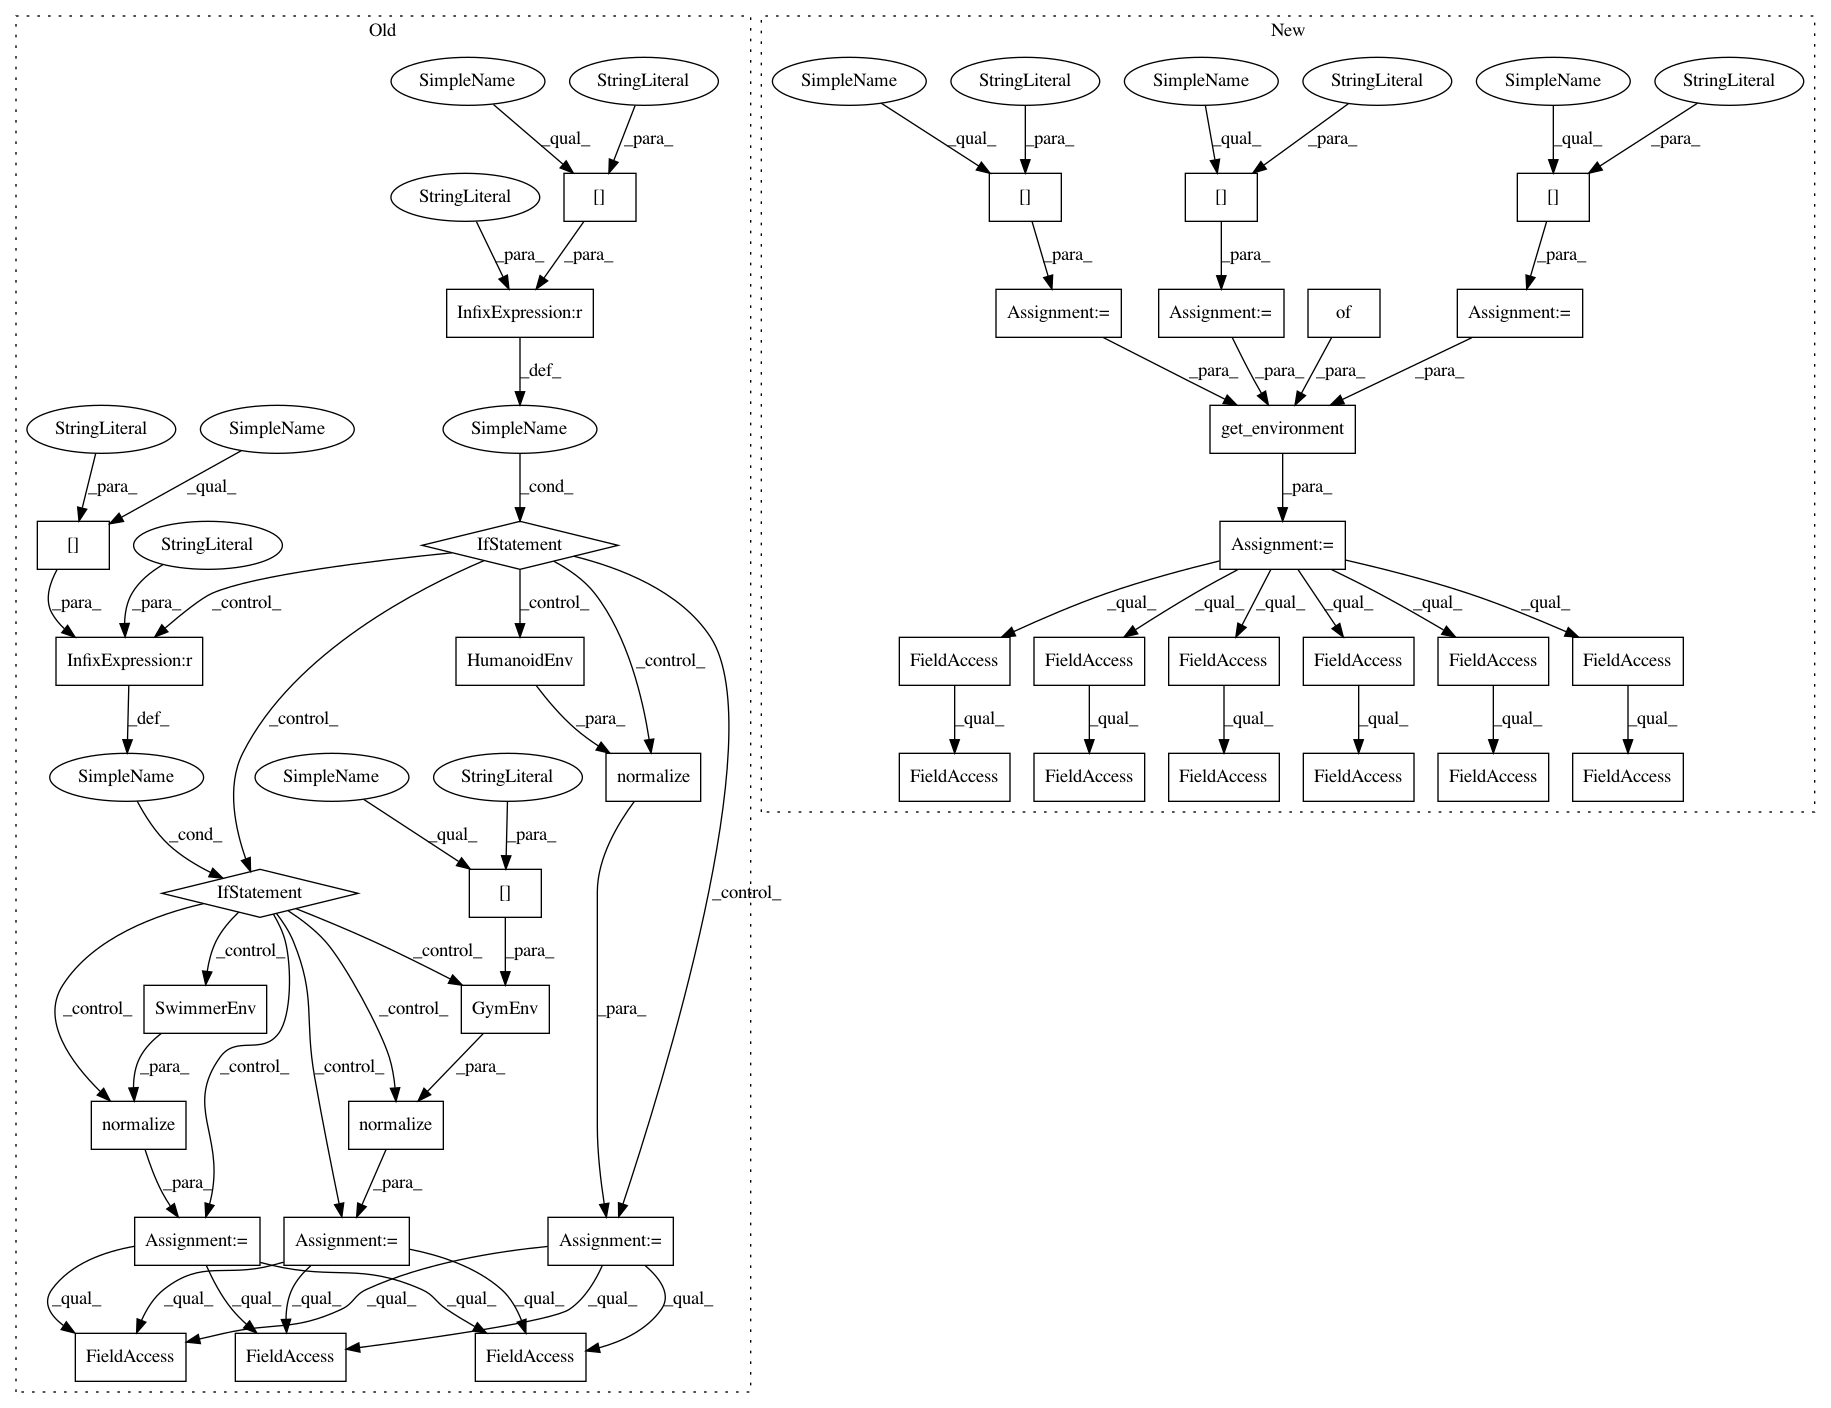 Old
New
SimpleName
StringLiteral
SimpleName
StringLiteral
SimpleName
StringLiteral
SimpleName
StringLiteral
_qual_
_para_
_qual_
_para_
_qual_
_para_
_qual_
_para_
StringLiteral
[]
[]
[]
[]
_para_
_para_
_para_
_para_
_para_
InfixExpression:r
Assignment:=
Assignment:=
of
Assignment:=
_def_
_para_
_para_
_para_
_para_
StringLiteral
SimpleName
SimpleName
get_environment
_para_
_qual_
_cond_
_para_
[]
StringLiteral
IfStatement
Assignment:=
_para_
_para_
_control_
_control_
_qual_
_qual_
_qual_
_qual_
_qual_
_qual_
InfixExpression:r
HumanoidEnv
_control_
FieldAccess
FieldAccess
FieldAccess
FieldAccess
FieldAccess
FieldAccess
_def_
_control_
_para_
_qual_
_qual_
_qual_
_qual_
_qual_
_qual_
SimpleName
SimpleName
StringLiteral
normalize
FieldAccess
FieldAccess
FieldAccess
FieldAccess
FieldAccess
FieldAccess
_cond_
_qual_
_para_
IfStatement
[]
_control_
_control_
_control_
_para_
_control_
SwimmerEnv
_control_
GymEnv
_para_
_para_
_control_
_control_
_para_
normalize
normalize
_para_
_para_
Assignment:=
Assignment:=
Assignment:=
_qual_
_qual_
_qual_
_qual_
_qual_
_qual_
_qual_
_qual_
_qual_
FieldAccess
FieldAccess
FieldAccess